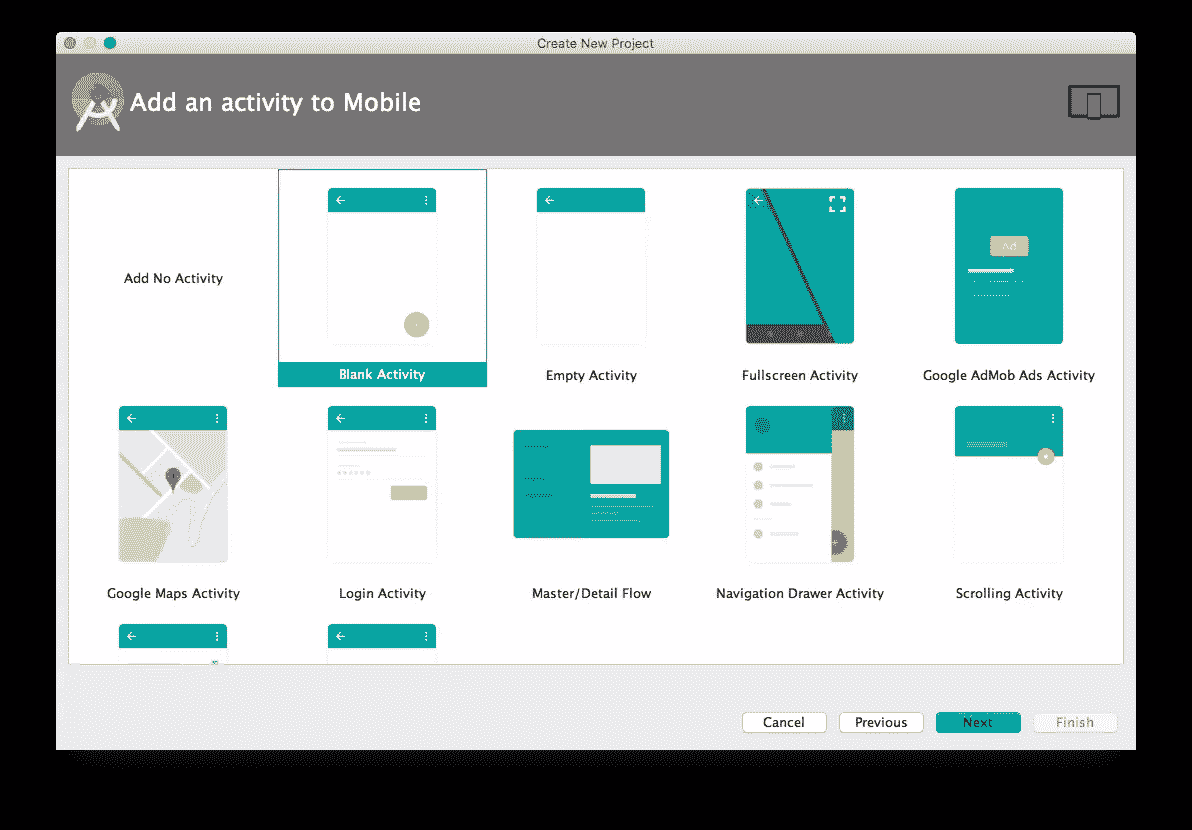 Create New Project
Add an activity to Mobile
Add No Activity
Blank Activity
Empty Activity
Fullscreen Activity
Ad
Google AdMob Ads Activity
Google Maps Activity
Login Activity
Master/Detail Flow
Navigation Drawer Activity
Scrolling Activity
Cancel
Previous
Next
Finish